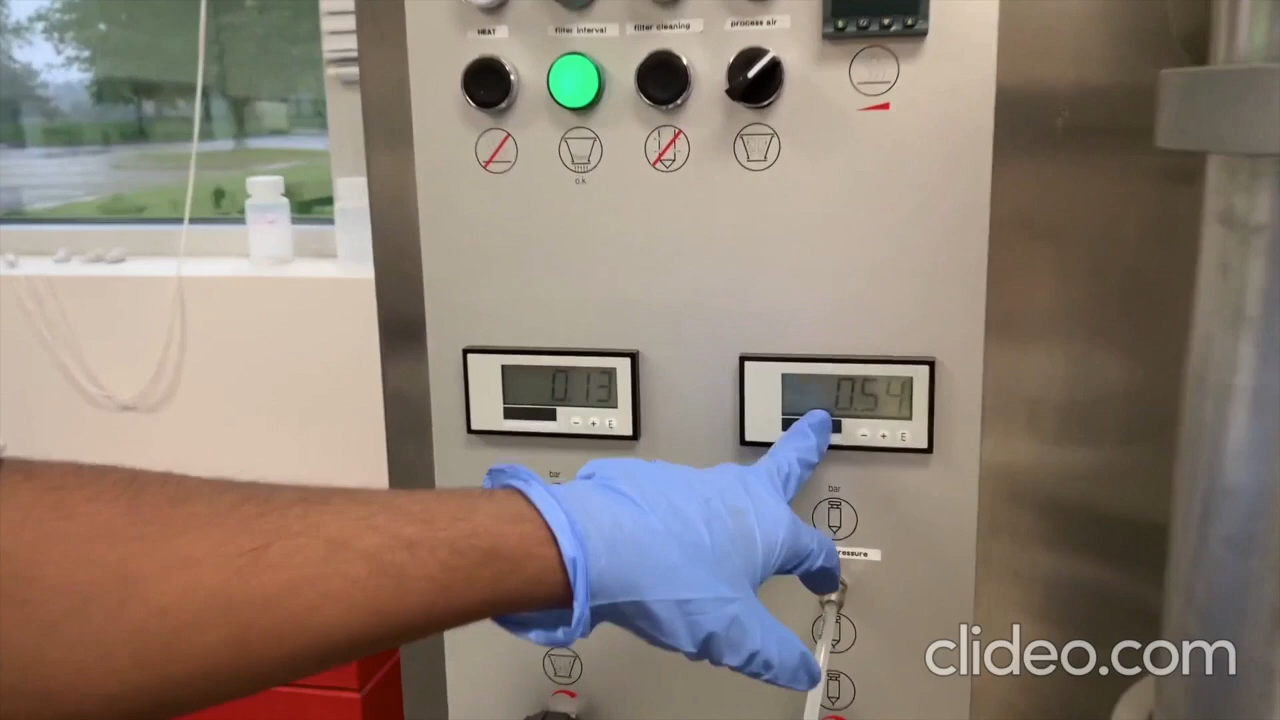 HEAT
filter interval
filter cleaning
process air
o.k
0.13
- + E
0.54
- + E
bar
bar
ressure
clideo.com